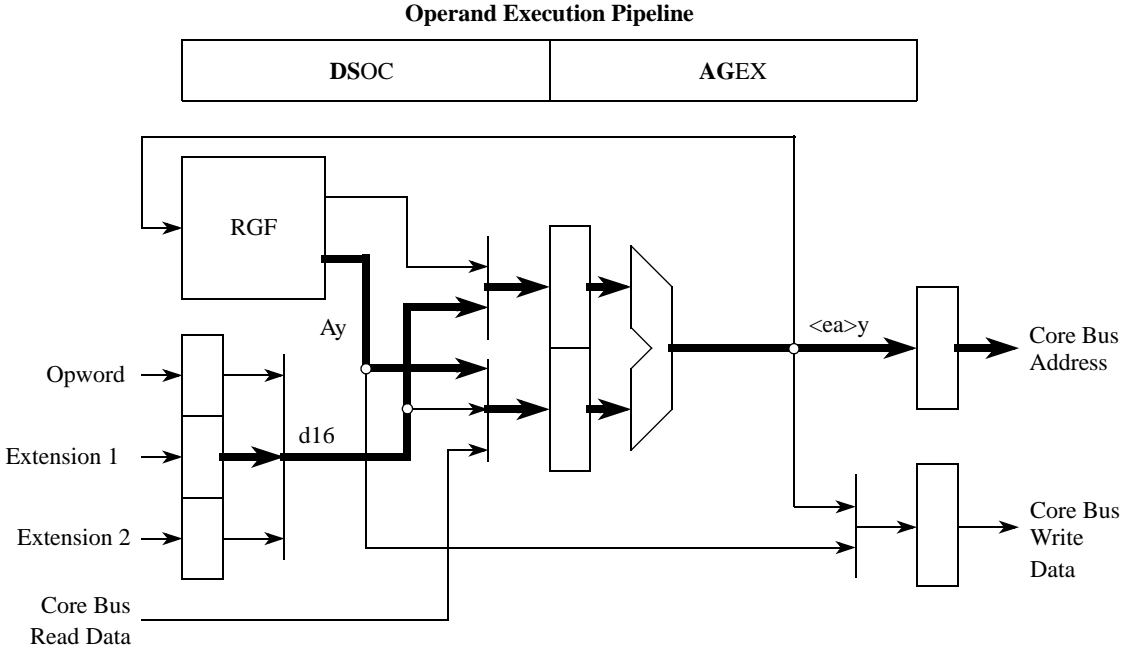 Operand Execution Pipeline
DSOC
AGEX
RGF
Ay
<ea>y
Core Bus
Address
Opword
d16
Extension 1
Extension 2
Core Bus
Write
Data
Core Bus
Read Data